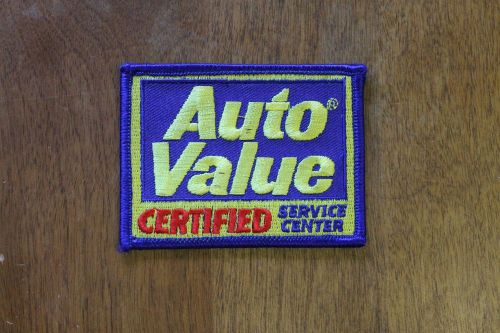 Auto®
Value
CERTIFIED SERVICE
CENTER